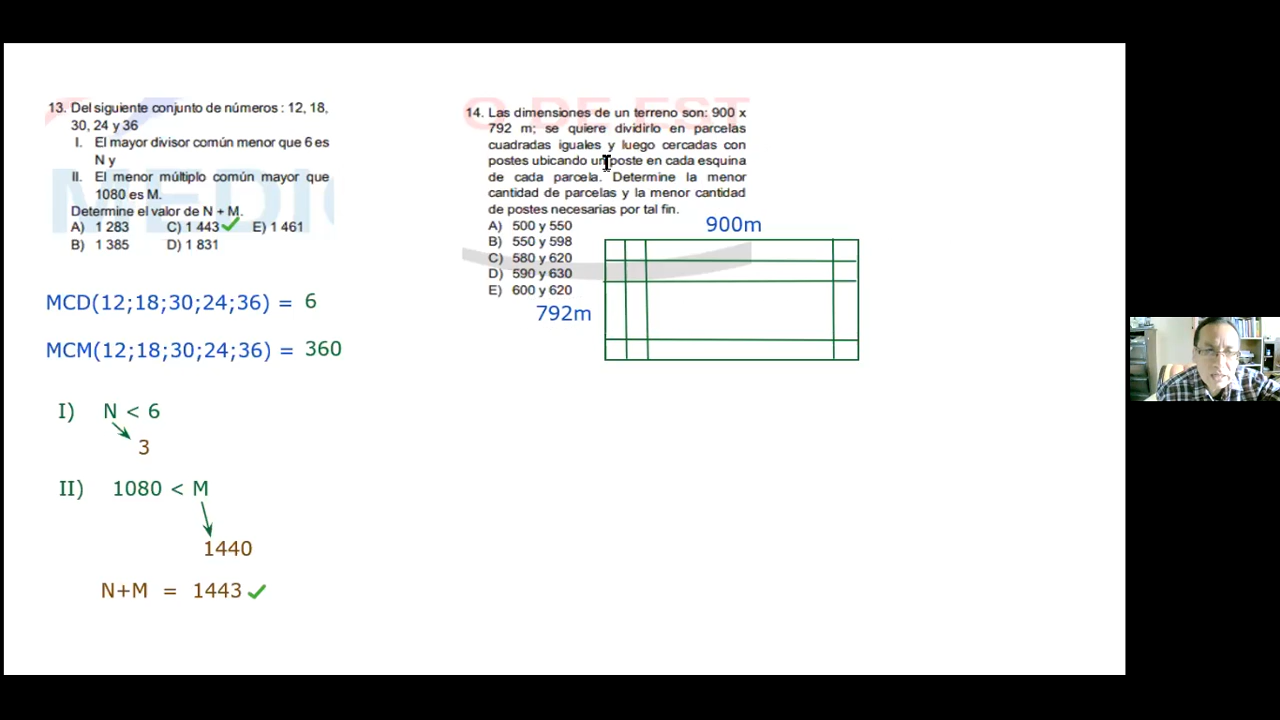 13. Del siguiente conjunto de números : 12, 18,
30, 24 y 36
I. El mayor divisor común menor que 6 es
N y
II. El menor múltiplo común mayor que
1080 es M.
Determine el valor de N + M.
A) 1 283 C) 1 443 E) 1 461
B) 1 385 D) 1 831
MCD(12;18;30;24;36) = 6
MCM(12;18;30;24;36) = 360
I) N < 6
3
II) 1080 < M
1440
N+M = 1443
O DE EST
MEDIC
14. Las dimensiones de un terreno son: 900 x
792 m; se quiere dividirlo en parcelas
cuadradas iguales y luego cercadas con
postes ubicando un poste en cada esquina
de cada parcela. Determine la menor
cantidad de parcelas y la menor cantidad
de postes necesarias por tal fin.
A) 500 y 550
B) 550 y 598
C) 580 y 620
D) 590 y 630
E) 600 y 620
900m
792m